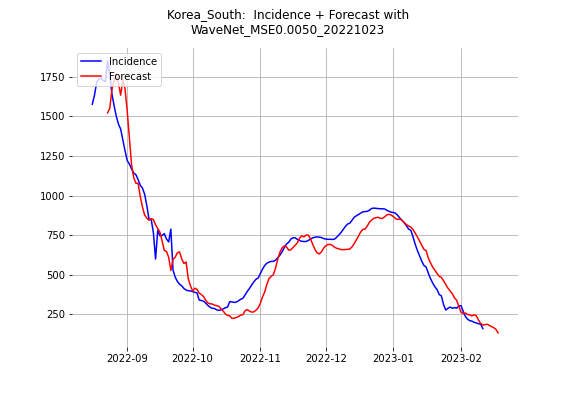 Korea_South:  Incidence + Forecast with
WaveNet_MSE0.0050_20221023
Incidence
Forecast
1750
1500
1250
1000
750
500
250
2022-09 2022-10 2022-11 2022-12 2023-01 2023-02